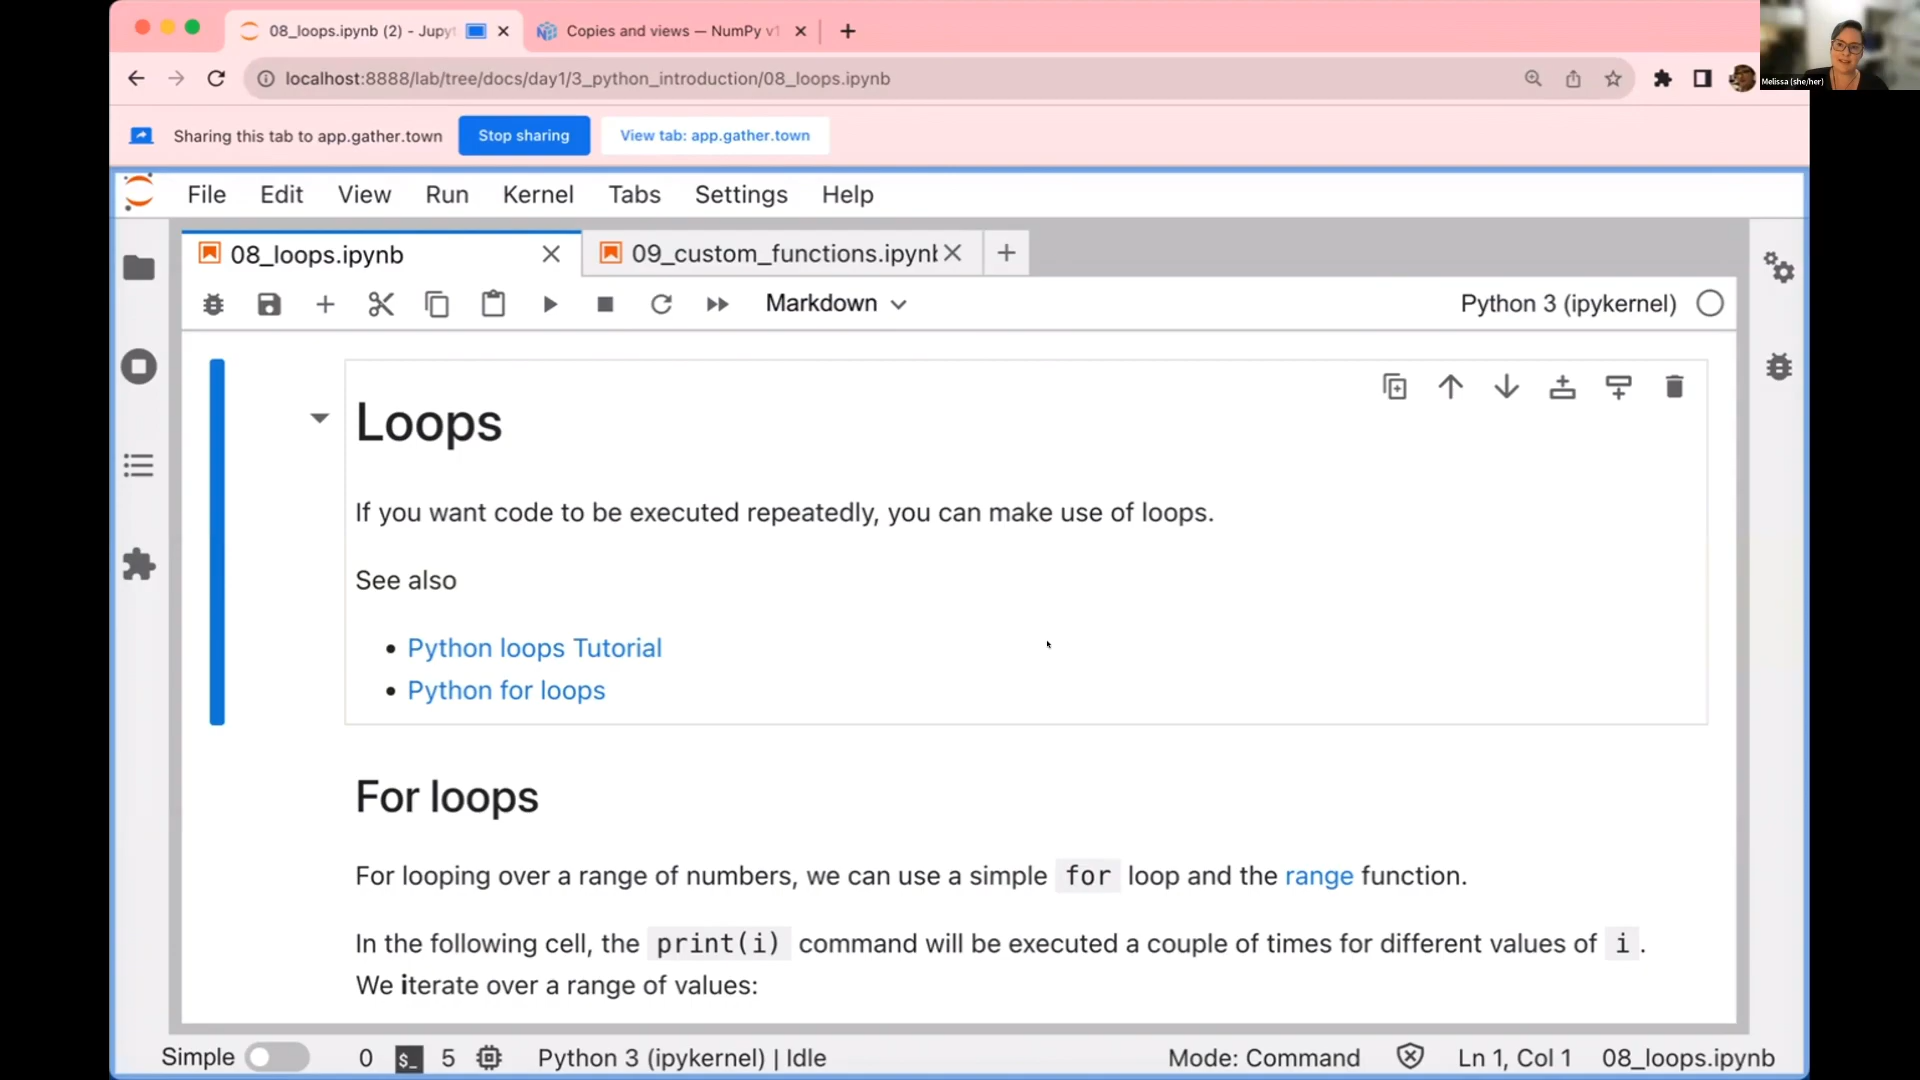 08_loops.ipynb (2) - Jupyt
Copies and views — NumPy v1
localhost:8888/lab/tree/docs/day1/3_python_introduction/08_loops.ipynb
Melissa (she/her)
Sharing this tab to app.gather.town
Stop sharing
View tab: app.gather.town
File Edit View Run Kernel Tabs Settings Help
08_loops.ipynb
09_custom_functions.ipynb
Markdown
Python 3 (ipykernel)
Loops
If you want code to be executed repeatedly, you can make use of loops.
See also
• Python loops Tutorial
• Python for loops
For loops
For looping over a range of numbers, we can use a simple for loop and the range function.
In the following cell, the print(i) command will be executed a couple of times for different values of i.
We iterate over a range of values:
Simple 0 $_ 5 Python 3 (ipykernel) | Idle Mode: Command Ln 1, Col 1 08_loops.ipynb